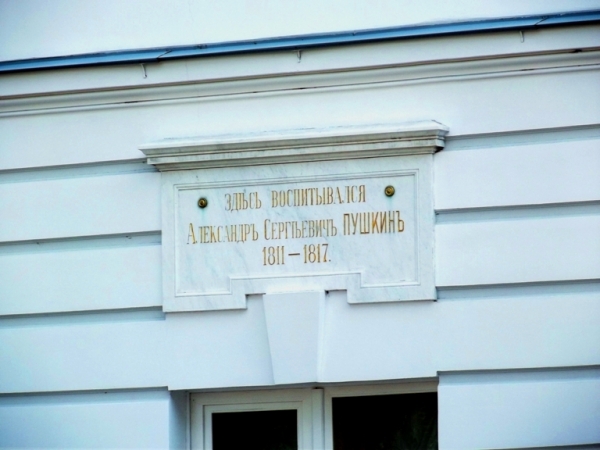 ЗДѢСЬ ВОСПИТЫВАЛСЯ
АЛЕКСАНДРЪ СЕРГѢЕВИЧЪ ПУШКИНЪ
1811–1817.